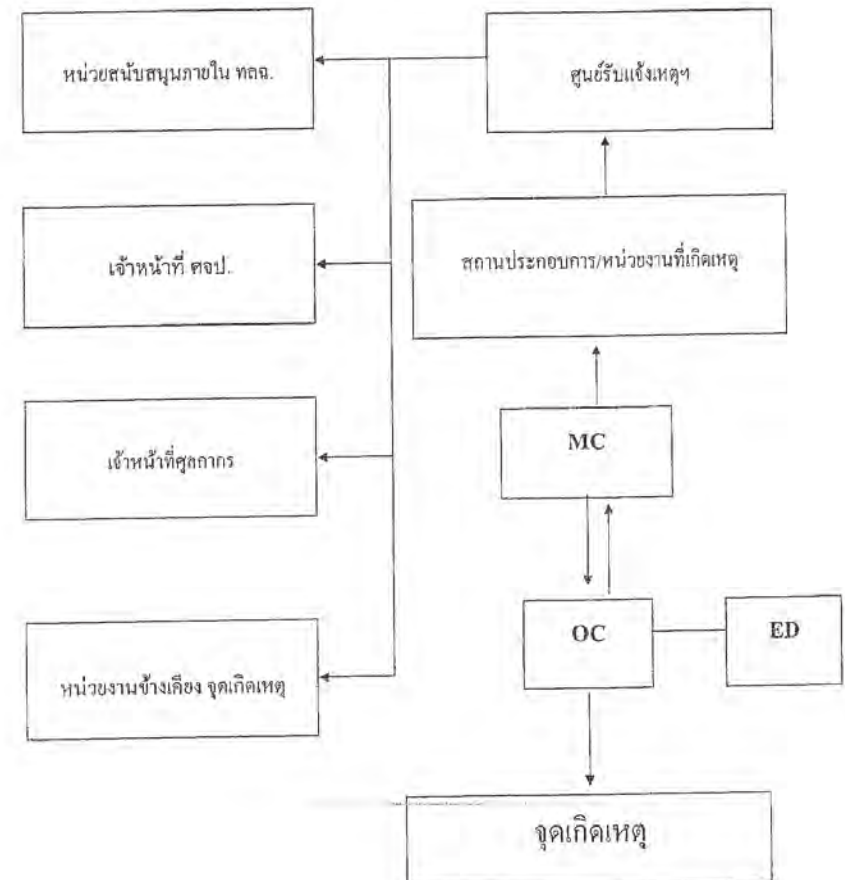 หน่วยสนับสนุนภายใน ทลฉ.
ศูนย์รับแจ้งเหตุฯ
เจ้าหน้าที่ ศจป.
สถานประกอบการ/หน่วยงานที่เกิดเหตุ
เจ้าหน้าที่ศุลกากร
MC
OC
ED
หน่วยงานข้างเคียง จุดเกิดเหตุ
จุดเกิดเหตุ